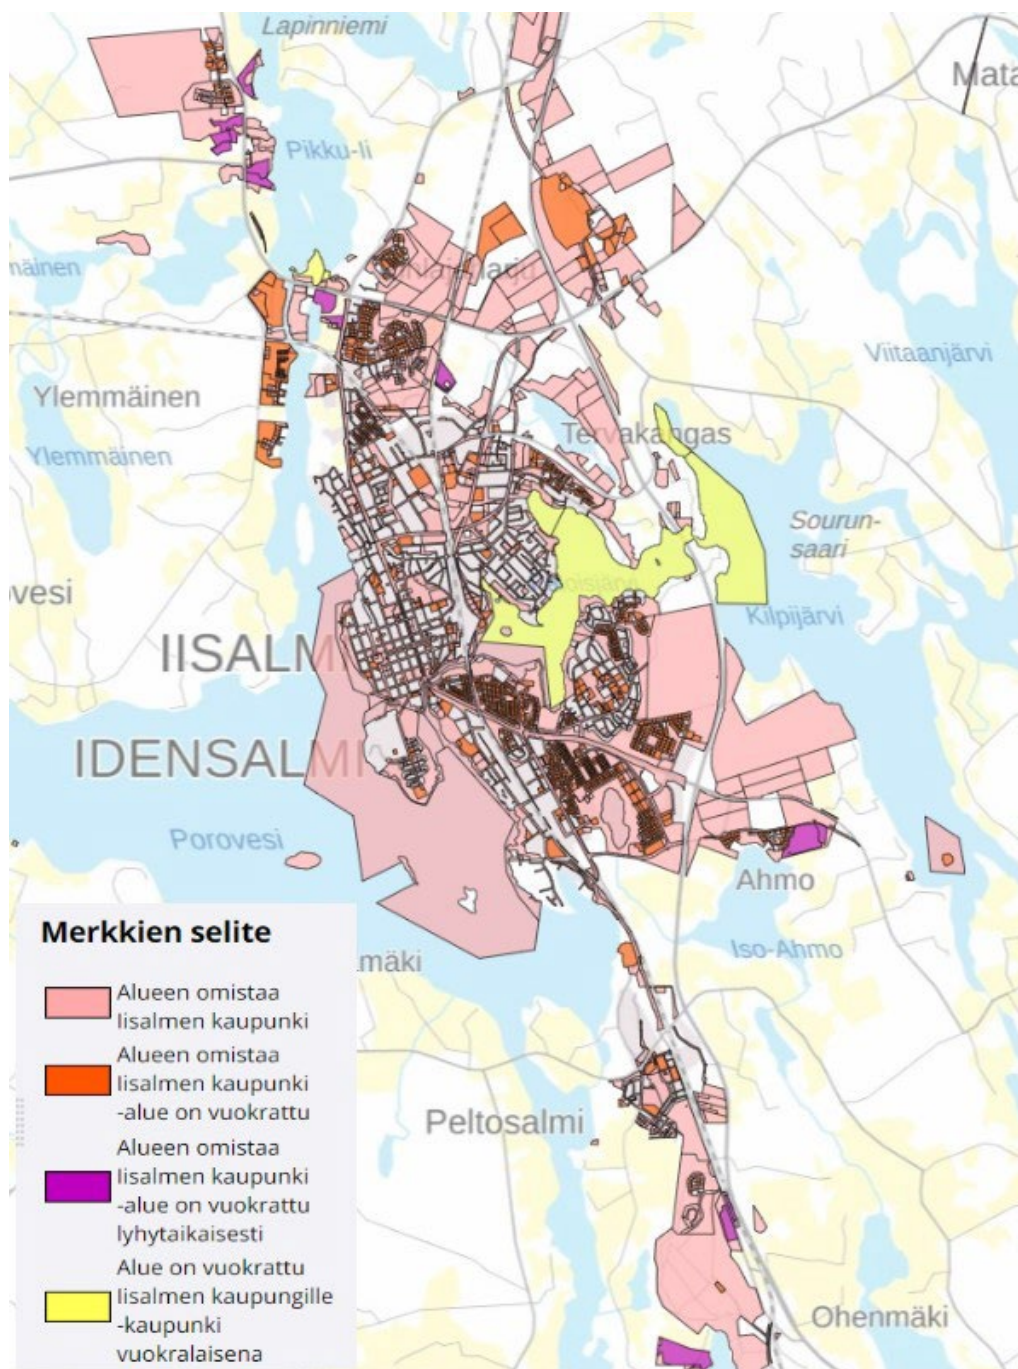 Lapinniemi
Mata
Pikku-Ii
mäinen
Viitaanjärvi
Ylemmäinen
Ylemmäinen
Tervakangas
Sourun-
saari
vesi
Kilpijärvi
IISALMI
IDENSALMI
Porovesi
Ahmo
Iso-Ahmo
amäki
Peltosalmi
Ohenmäki
Merkkien selite
Alueen omistaa
Iisalmen kaupunki
Alueen omistaa
Iisalmen kaupunki
-alue on vuokrattu
Alueen omistaa
Iisalmen kaupunki
-alue on vuokrattu
lyhytaikaisesti
Alue on vuokrattu
Iisalmen kaupungille
-kaupunki
vuokralaisena